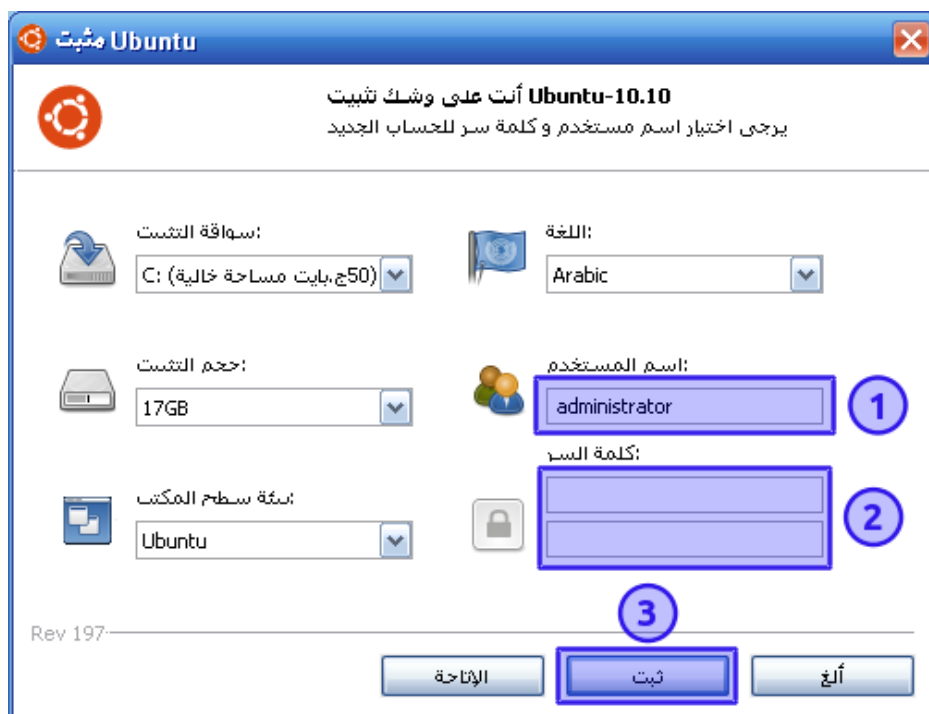 مثبت Ubuntu
أنت على وشك تثبيت Ubuntu-10.10
يرجى اختيار اسم مستخدم و كلمة سر للحساب الجديد
سواقة التثبيت:
C: (50ج.بايت مساحة خالية)
اللغة:
Arabic
حجم التثبيت:
17GB
اسم المستخدم:
administrator
1
كلمة السر:
2
بيئة سطح المكتب:
Ubuntu
3
Rev 197
الإتاحة
ثبت
ألغ